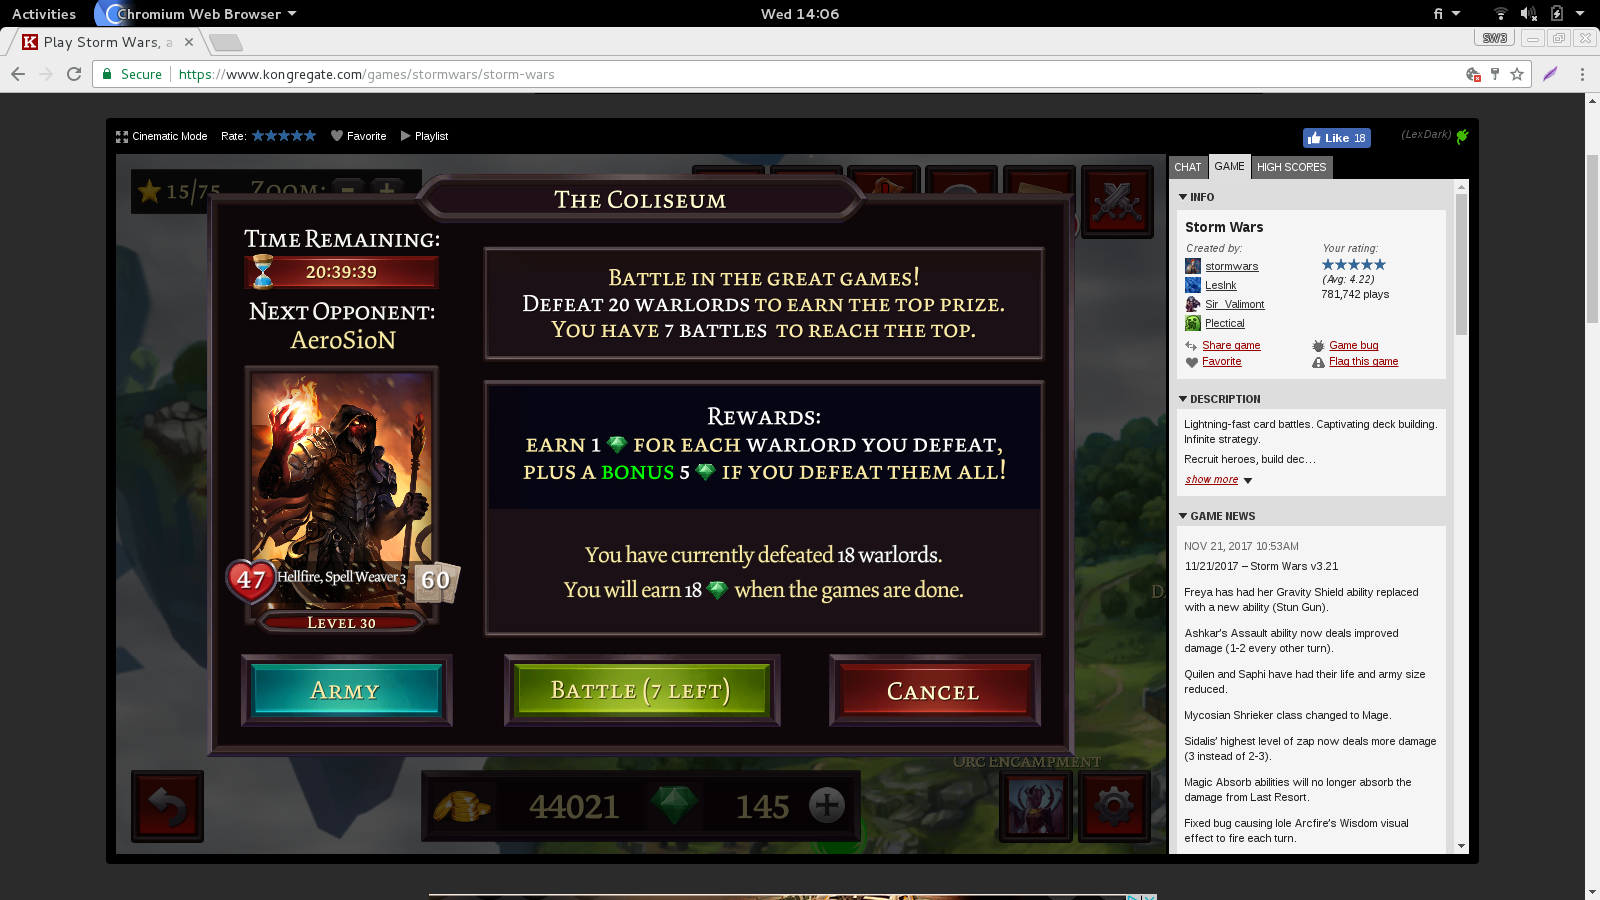 Activities
Chromium Web Browser
Wed 14:06
fi
Play Storm Wars, a
SW3
Secure
https://www.kongregate.com/games/stormwars/storm-wars
Cinematic Mode
Rate:
Favorite
Playlist
Like 18
(LexDark)
15/75
ZOOM:
THE COLISEUM
TIME REMAINING:
20:39:39
NEXT OPPONENT:
AeroSioN
47
Hellfire, Spell Weaver 3
60
LEVEL 30
BATTLE IN THE GREAT GAMES!
DEFEAT 20 WARLORDS TO EARN THE TOP PRIZE.
YOU HAVE 7 BATTLES TO REACH THE TOP.
REWARDS:
EARN 1 FOR EACH WARLORD YOU DEFEAT,
PLUS A BONUS 5 IF YOU DEFEAT THEM ALL!
You have currently defeated 18 warlords.
You will earn 18 when the games are done.
ARMY
BATTLE (7 LEFT)
CANCEL
ORC ENCAMPMENT
44021
145
CHAT
GAME
HIGH SCORES
INFO
Storm Wars
Created by:
stormwars
LesInk
Sir_Valimont
Plectical
Your rating:
(Avg: 4.22)
781,742 plays
Share game
Game bug
Favorite
Flag this game
DESCRIPTION
Lightning-fast card battles. Captivating deck building.
Infinite strategy.
Recruit heroes, build dec…
show more
GAME NEWS
NOV 21, 2017 10:53AM
11/21/2017 – Storm Wars v3.21
Freya has had her Gravity Shield ability replaced
with a new ability (Stun Gun).
Ashkar's Assault ability now deals improved
damage (1-2 every other turn).
Quilen and Saphi have had their life and army size
reduced.
Mycosian Shrieker class changed to Mage.
Sidalis' highest level of zap now deals more damage
(3 instead of 2-3).
Magic Absorb abilities will no longer absorb the
damage from Last Resort.
Fixed bug causing Iole Arcfire's Wisdom visual
effect to fire each turn.